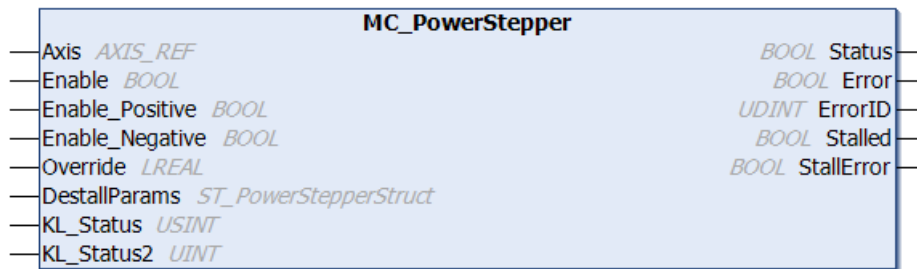 MC_PowerStepper
Axis AXIS_REF BOOL Status
Enable BOOL BOOL Error
Enable_Positive BOOL UDINT ErrorID
Enable_Negative BOOL BOOL Stalled
Override LREAL BOOL StallError
DestallParams ST_PowerStepperStruct
KL_Status USINT
KL_Status2 UINT